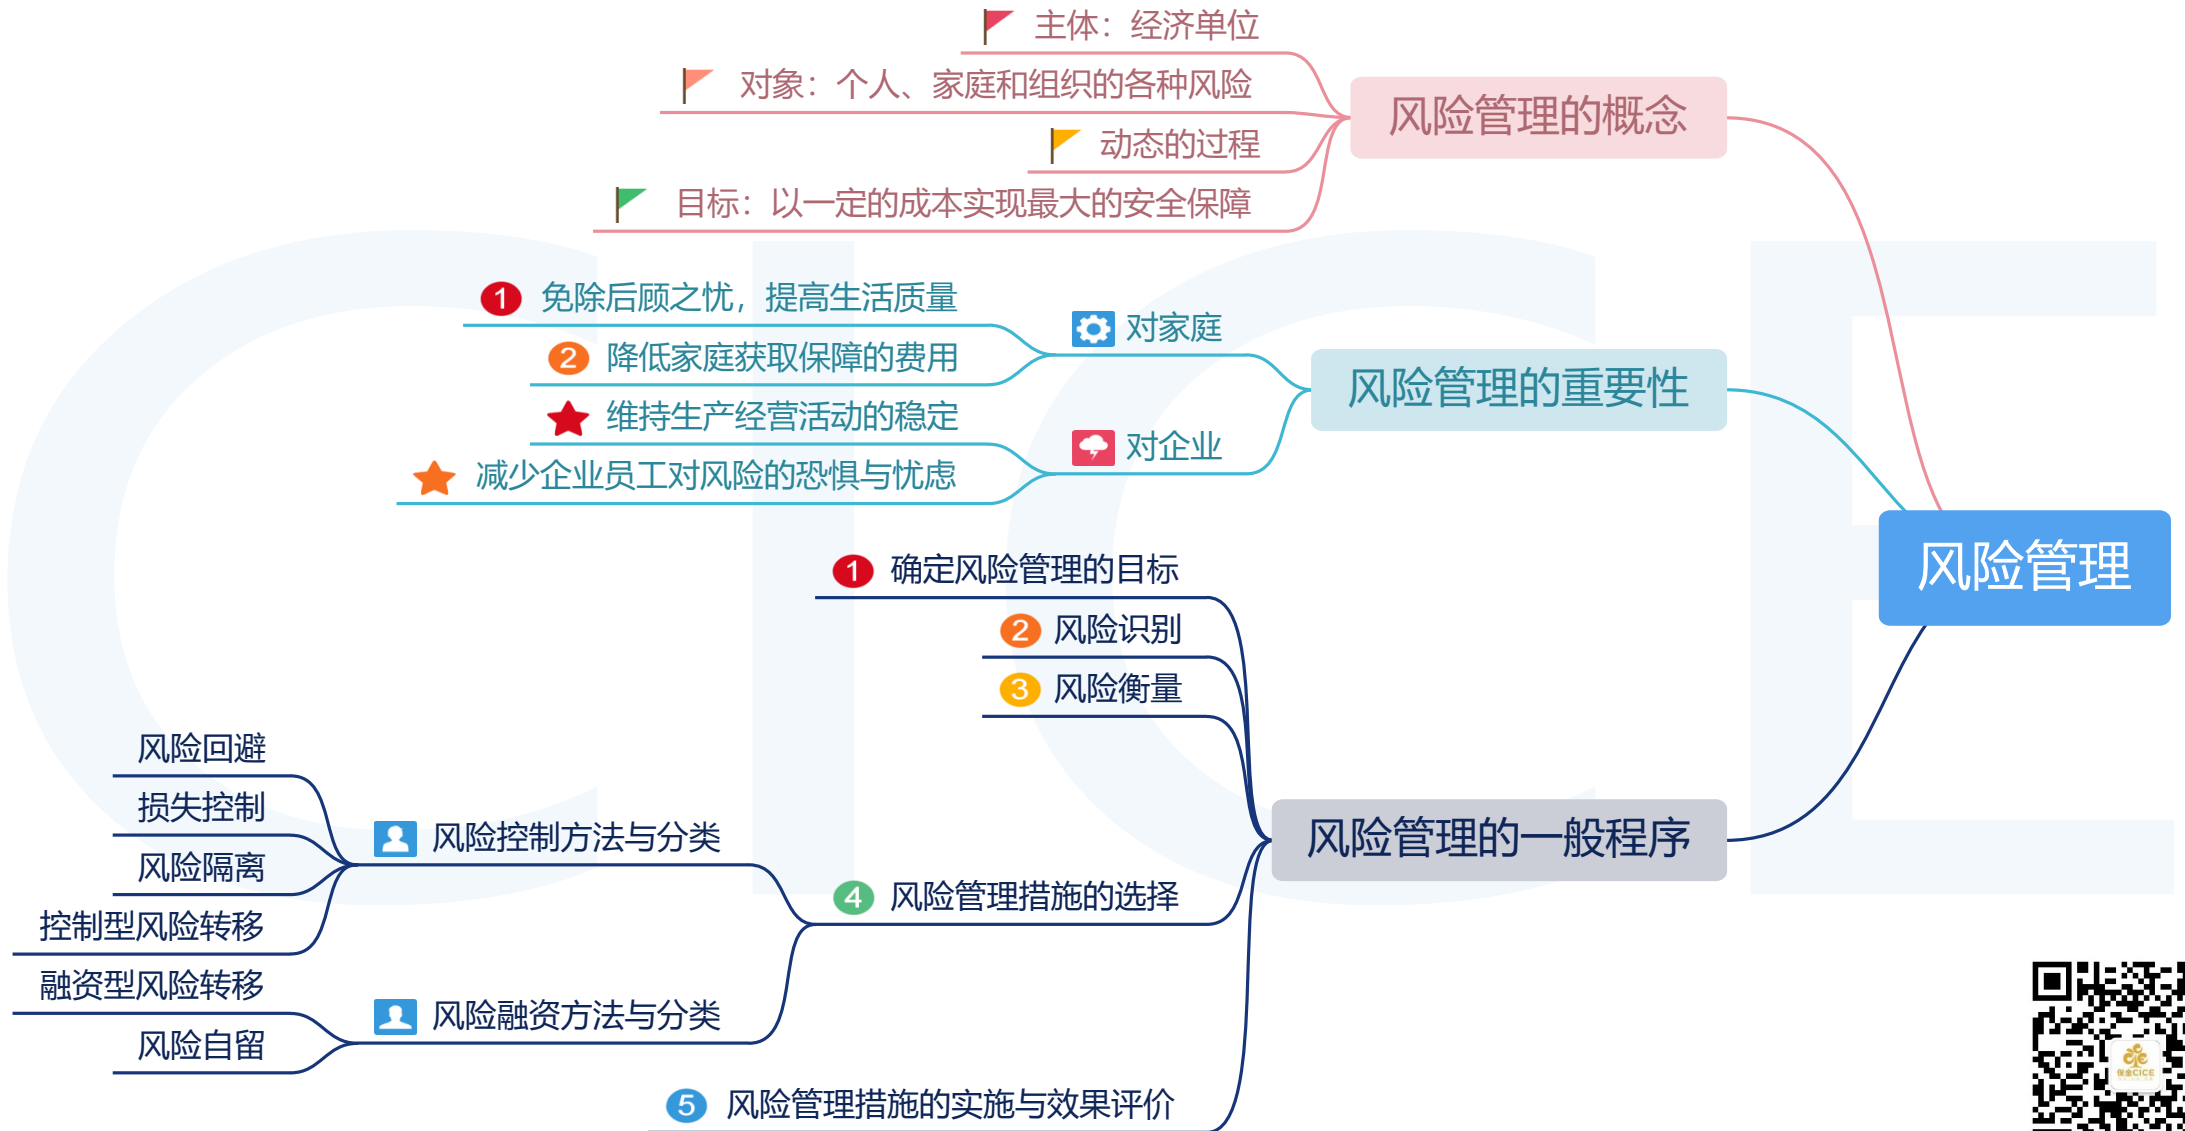 主体：经济单位
对象：个人、家庭和组织的各种风险
动态的过程
目标：以一定的成本实现最大的安全保障
风险管理的概念
1 免除后顾之忧，提高生活质量
2 降低家庭获取保障的费用
对家庭
维持生产经营活动的稳定
减少企业员工对风险的恐惧与忧虑
对企业
风险管理的重要性
风险管理
1 确定风险管理的目标
2 风险识别
3 风险衡量
风险回避
损失控制
风险隔离
控制型风险转移
风险控制方法与分类
融资型风险转移
风险自留
风险融资方法与分类
4 风险管理措施的选择
5 风险管理措施的实施与效果评价
风险管理的一般程序
CICE
保金CICE